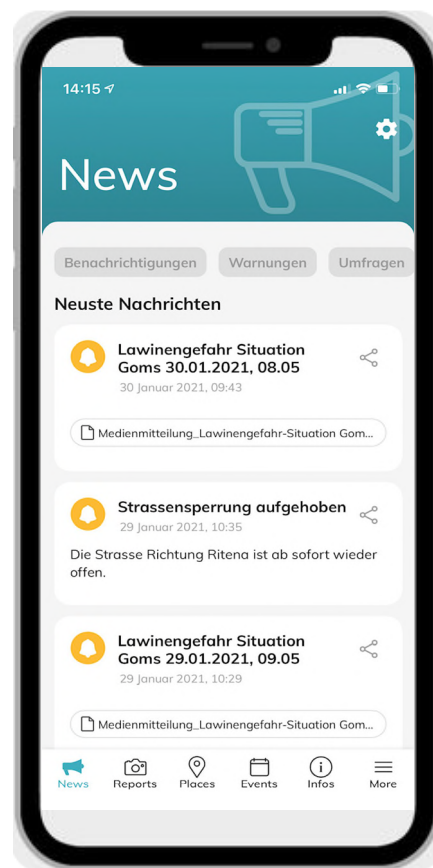 14:15
News
Benachrichtigungen Warnungen Umfragen
Neuste Nachrichten
Lawinengefahr Situation
Goms 30.01.2021, 08.05
30 Januar 2021, 09:43
Medienmitteilung_Lawinengefahr-Situation Gom...
Strassensperrung aufgehoben
29 Januar 2021, 10:35
Die Strasse Richtung Ritena ist ab sofort wieder
offen.
Lawinengefahr Situation
Goms 29.01.2021, 09.05
29 Januar 2021, 10:29
Medienmitteilung_Lawinengefahr-Situation Gom...
News Reports Places Events Infos More